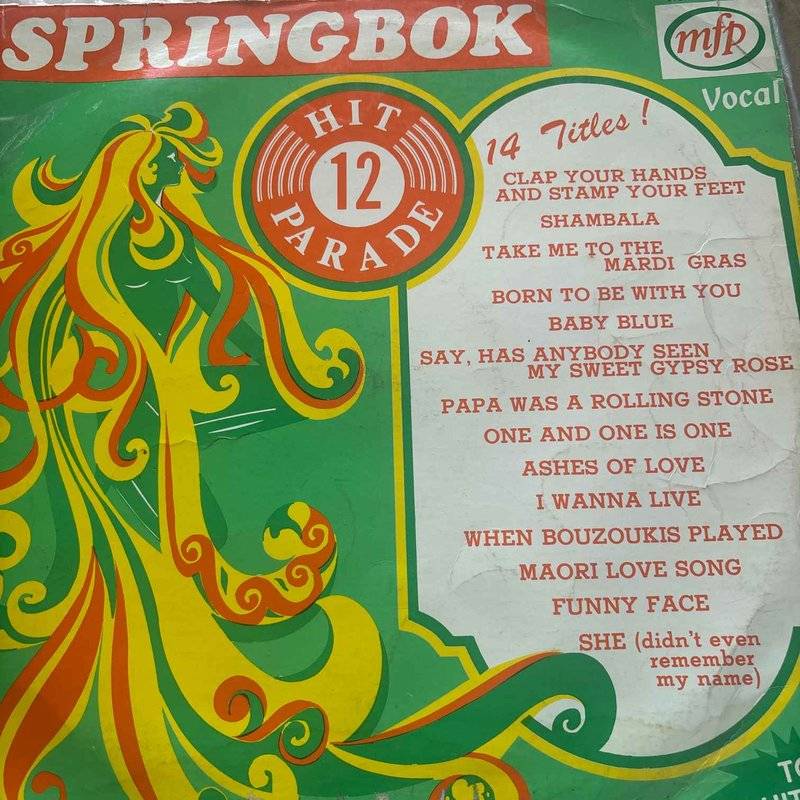 SPRINGBOK
mfp
Vocal
HIT
12
PARADE
14 Titles!
CLAP YOUR HANDS
AND STAMP YOUR FEET
SHAMBALA
TAKE ME TO THE
MARDI GRAS
BORN TO BE WITH YOU
BABY BLUE
SAY, HAS ANYBODY SEEN
MY SWEET GYPSY ROSE
PAPA WAS A ROLLING STONE
ONE AND ONE IS ONE
ASHES OF LOVE
I WANNA LIVE
WHEN BOUZOUKIS PLAYED
MAORI LOVE SONG
FUNNY FACE
SHE (didn't even
remember
my name)